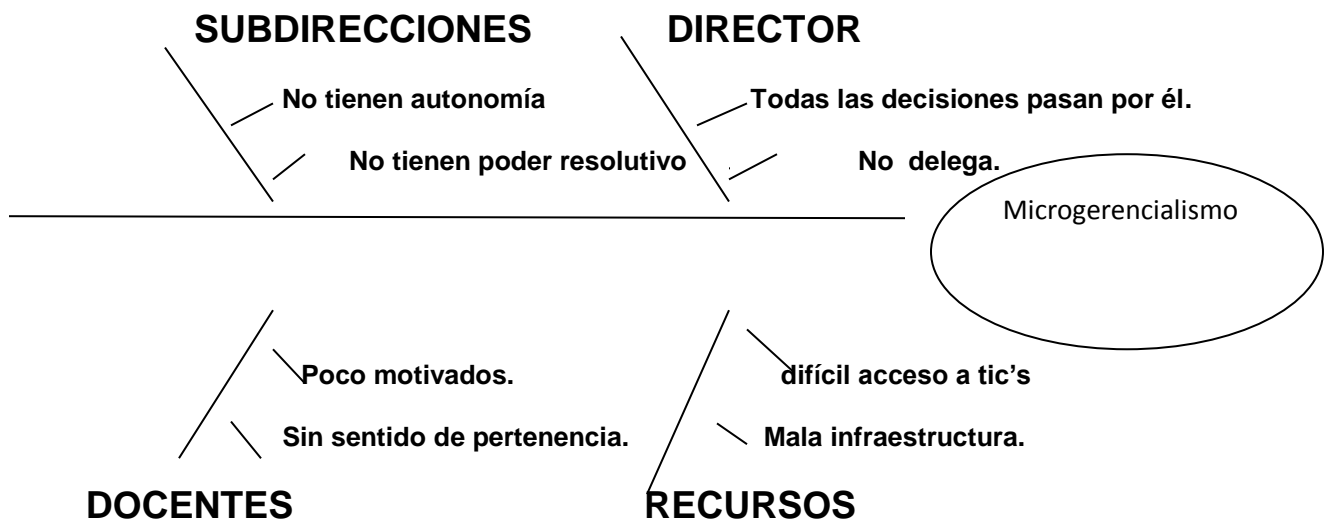 SUBDIRECCIONES DIRECTOR
No tienen autonomía Todas las decisiones pasan por él.
No tienen poder resolutivo No delega.
Microgerencialismo
Poco motivados. difícil acceso a tic’s
Sin sentido de pertenencia. Mala infraestructura.
DOCENTES RECURSOS